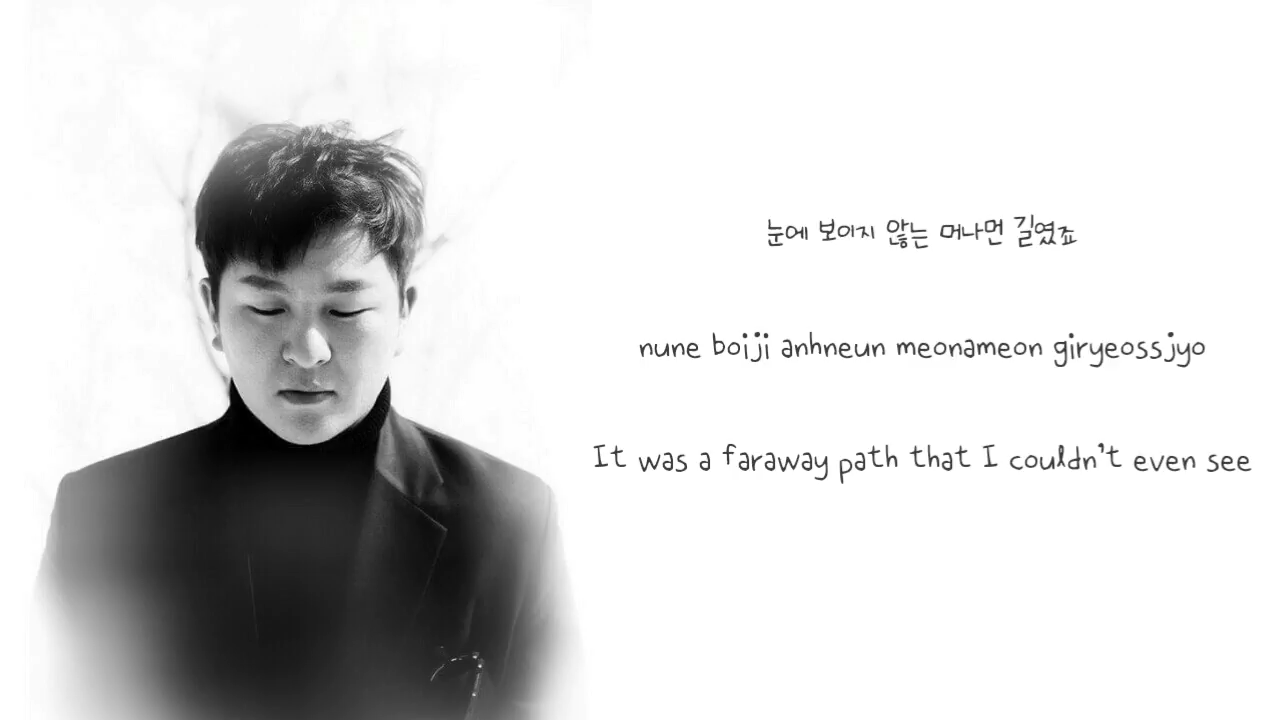 눈에 보이지 않는 머나먼 길였죠
nune boiji anhneun meonameon giryeossjyo
It was a faraway path that I couldn't even see